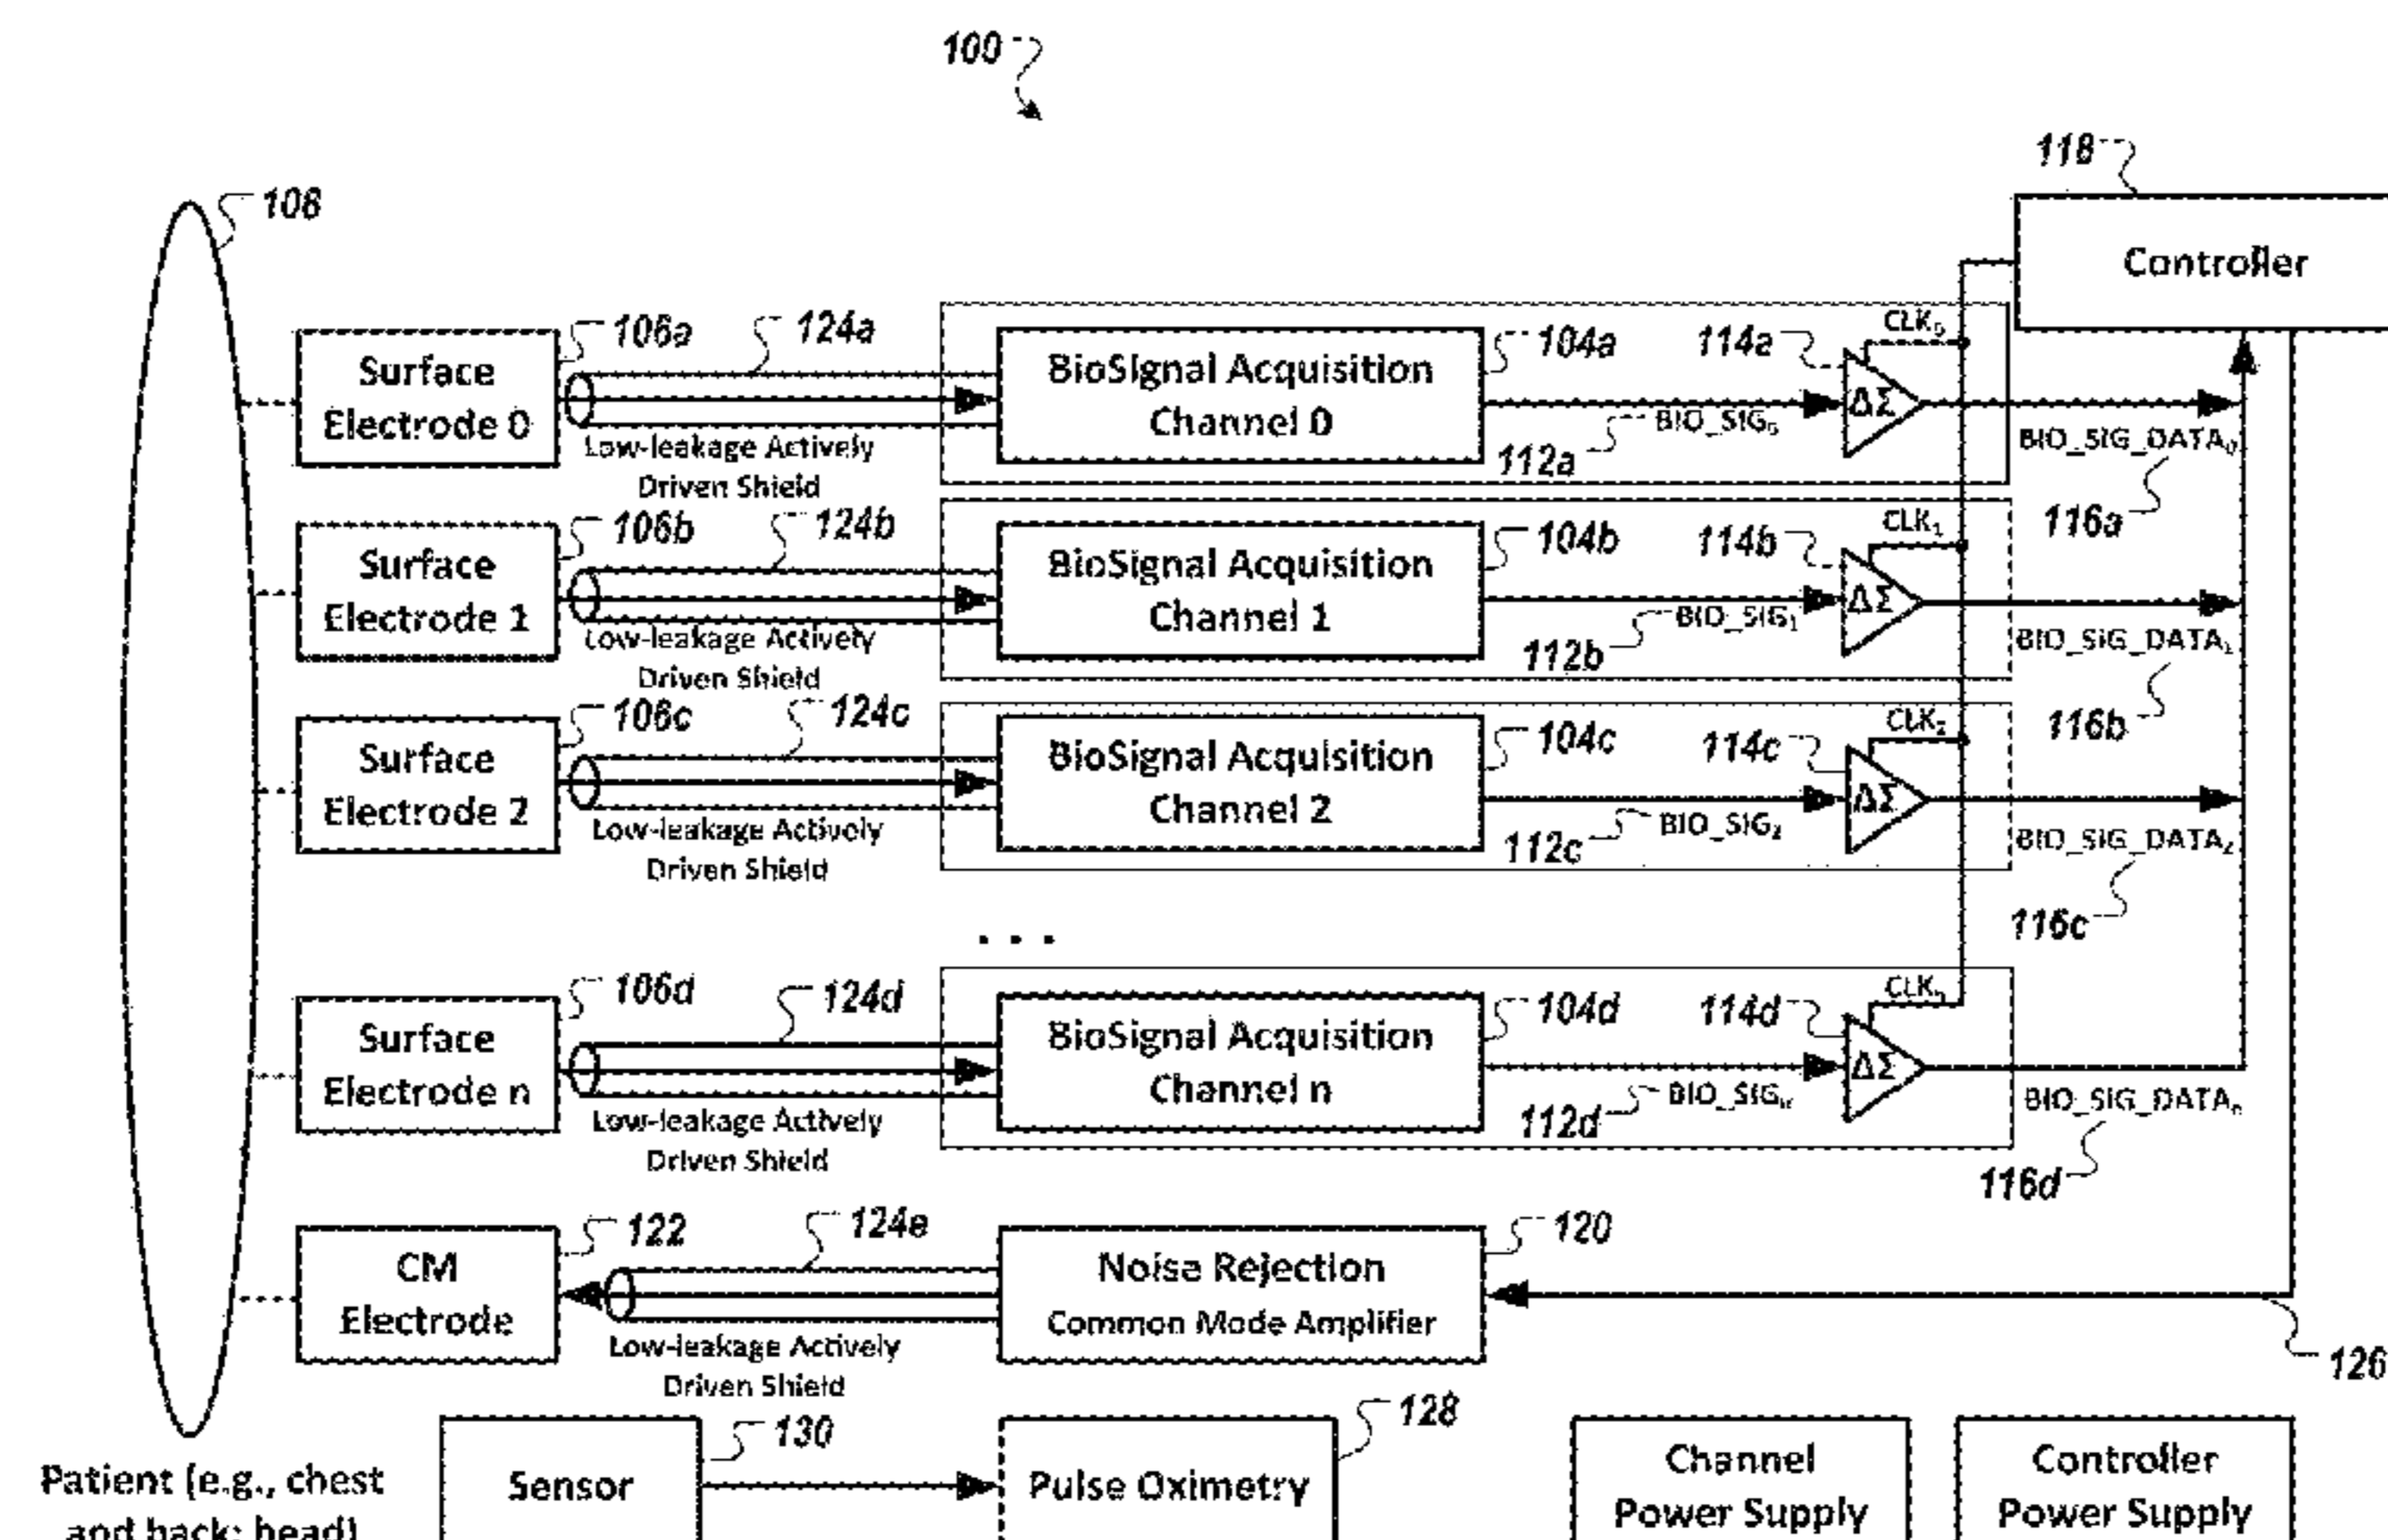 100
118
108
Controller
106a
124a
Surface
Electrode 0
BioSignal Acquisition
Channel 0
104a
114a
CLK₀
ΔΣ
BIO_SIG₀
112a
BIO_SIG_DATA₀
116a
Low-leakage Actively
Driven Shield
106b
124b
Surface
Electrode 1
BioSignal Acquisition
Channel 1
104b
114b
CLK₁
ΔΣ
BIO_SIG₁
112b
BIO_SIG_DATA₁
116b
Low-leakage Actively
Driven Shield
106c
124c
Surface
Electrode 2
BioSignal Acquisition
Channel 2
104c
114c
CLK₂
ΔΣ
BIO_SIG₂
112c
BIO_SIG_DATA₂
116c
Low-leakage Actively
Driven Shield
. . .
106d
124d
Surface
Electrode n
BioSignal Acquisition
Channel n
104d
114d
CLKₙ
ΔΣ
BIO_SIGₙ
112d
BIO_SIG_DATAₙ
116d
Low-leakage Actively
Driven Shield
122
124e
CM
Electrode
Noise Rejection
Common Mode Amplifier
120
126
Low-leakage Actively
Driven Shield
Patient (e.g., chest
and back; head)
130
Sensor
128
Pulse Oximetry
Channel
Power Supply
Controller
Power Supply